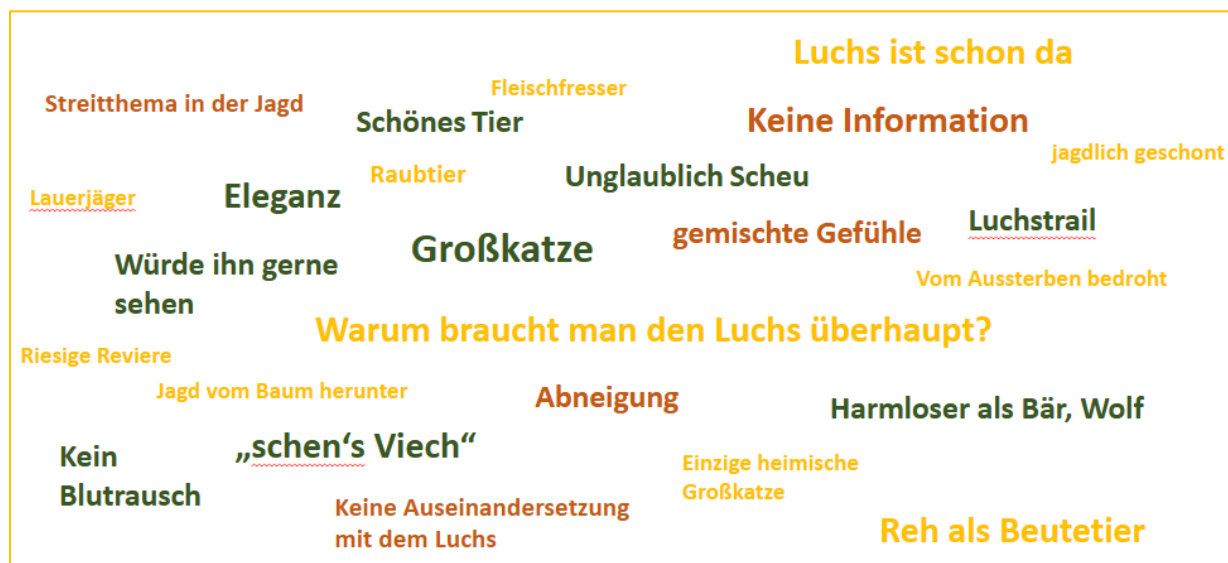 Luchs ist schon da
Fleischfresser
Streitthema in der Jagd
Schönes Tier
Keine Information
jagdlich geschont
Raubtier
Unglaublich Scheu
Lauerjäger
Eleganz
Luchstrail
gemischte Gefühle
Großkatze
Würde ihn gerne
sehen
Vom Aussterben bedroht
Warum braucht man den Luchs überhaupt?
Riesige Reviere
Jagd vom Baum herunter
Abneigung
Harmloser als Bär, Wolf
„schen‘s Viech“
Kein
Blutrausch
Einzige heimische
Großkatze
Keine Auseinandersetzung
mit dem Luchs
Reh als Beutetier